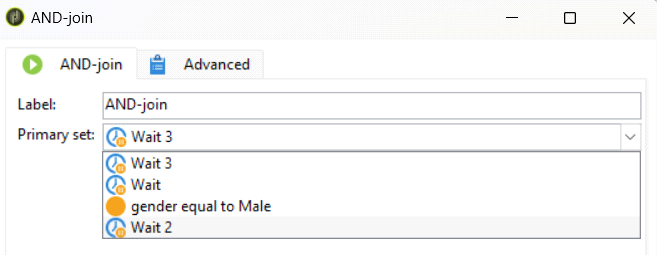 AND-join
AND-join Advanced
Label: AND-join
Primary set: Wait 3
Wait 3
Wait
gender equal to Male
Wait 2